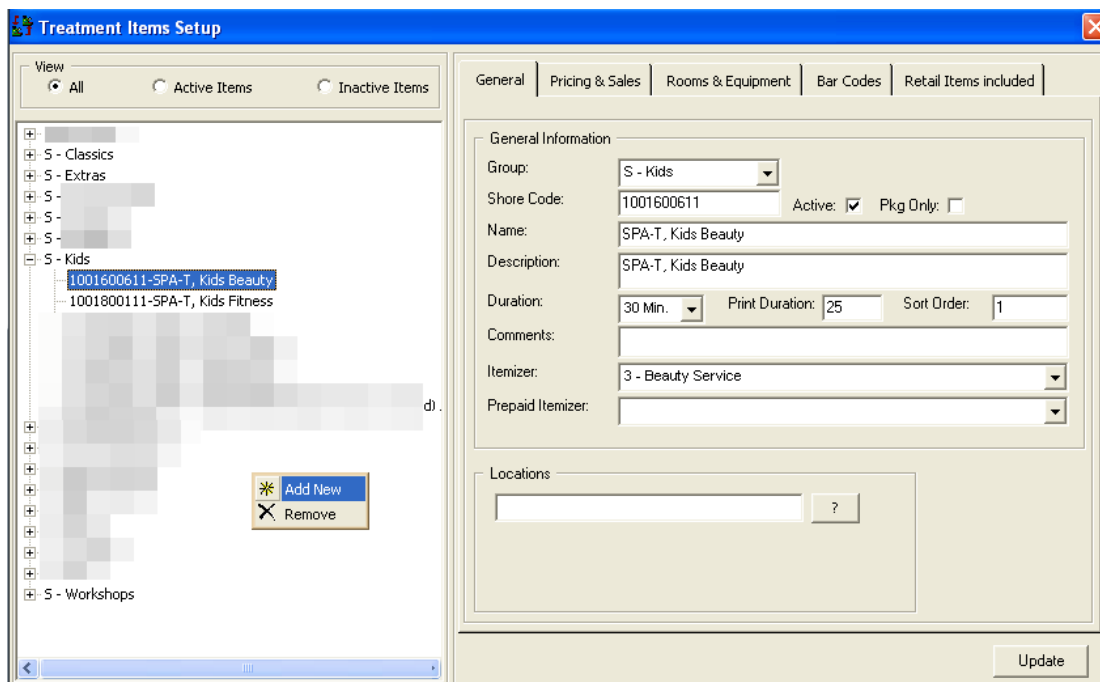 Treatment Items Setup
View
All Active Items Inactive Items
S - Classics
S - Extras
S -
S -
S -
S - Kids
1001600611-SPA-T, Kids Beauty
1001800111-SPA-T, Kids Fitness
d) .
S - Workshops
Add New
Remove
General Pricing & Sales Rooms & Equipment Bar Codes Retail Items included
General Information
Group: S - Kids
Shore Code: 1001600611 Active: Pkg Only:
Name: SPA-T, Kids Beauty
Description: SPA-T, Kids Beauty
Duration: 30 Min. Print Duration: 25 Sort Order: 1
Comments:
Itemizer: 3 - Beauty Service
Prepaid Itemizer:
Locations
?
Update